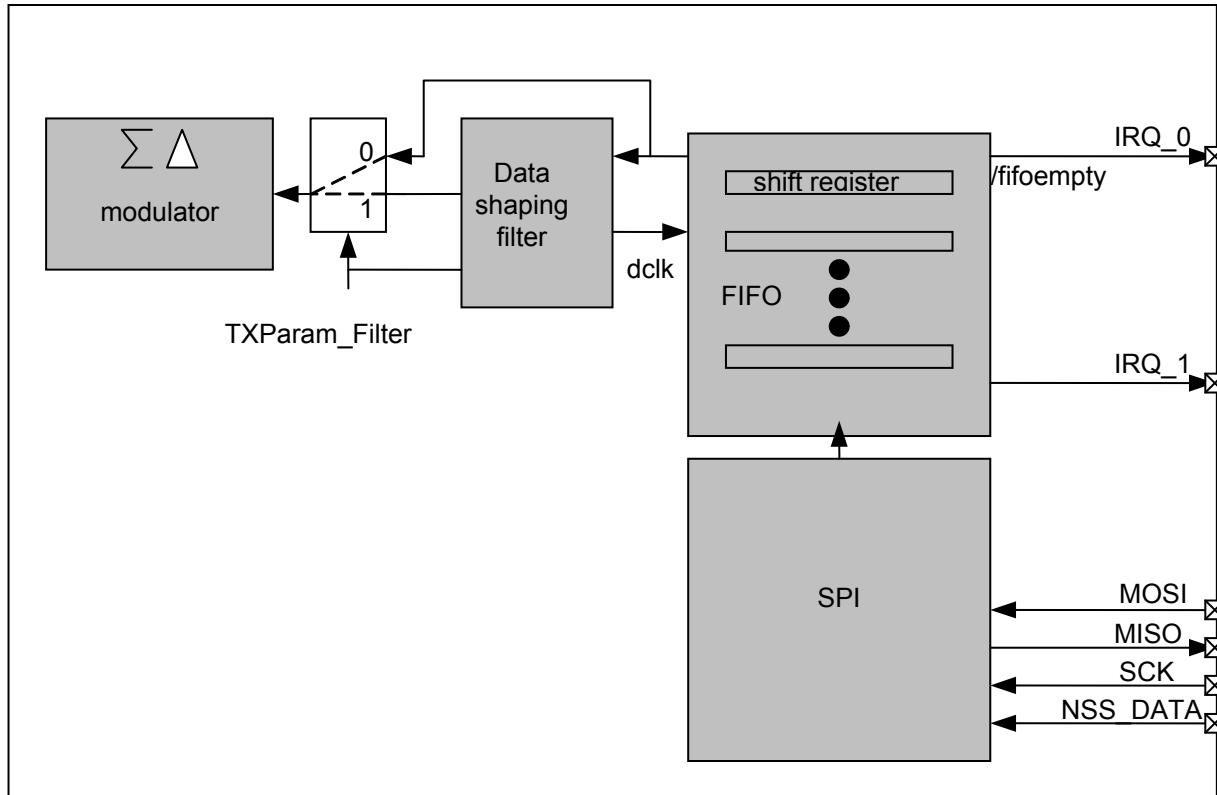 Σ Δ
modulator
0
1
TXParam_Filter
Data
shaping
filter
dclk
shift register
FIFO
IRQ_0
/fifoempty
IRQ_1
SPI
MOSI
MISO
SCK
NSS_DATA